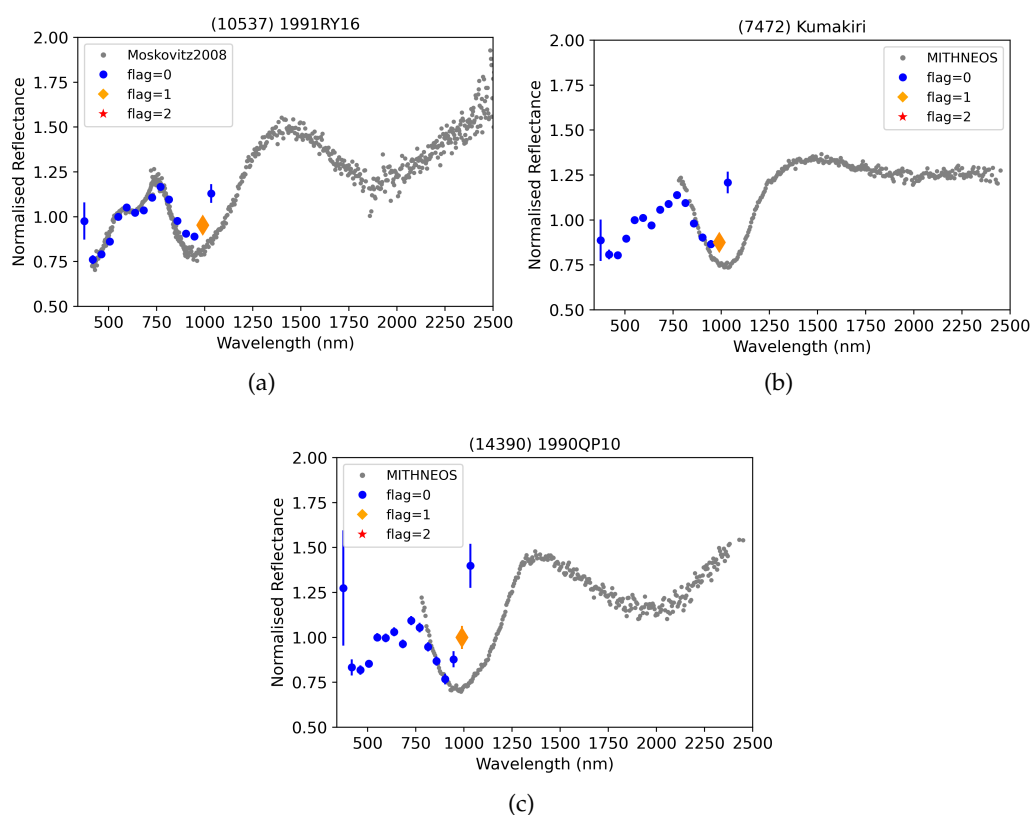 (10537) 1991RY16
Normalised Reflectance
2.00
1.75
1.50
1.25
1.00
0.75
0.50
Moskovitz2008
flag=0
flag=1
flag=2
500 750 1000 1250 1500 1750 2000 2250 2500
Wavelength (nm)
(a)
(7472) Kumakiri
Normalised Reflectance
2.00
1.75
1.50
1.25
1.00
0.75
0.50
MITHNEOS
flag=0
flag=1
flag=2
500 750 1000 1250 1500 1750 2000 2250 2500
Wavelength (nm)
(b)
(14390) 1990QP10
Normalised Reflectance
2.00
1.75
1.50
1.25
1.00
0.75
0.50
MITHNEOS
flag=0
flag=1
flag=2
500 750 1000 1250 1500 1750 2000 2250 2500
Wavelength (nm)
(c)